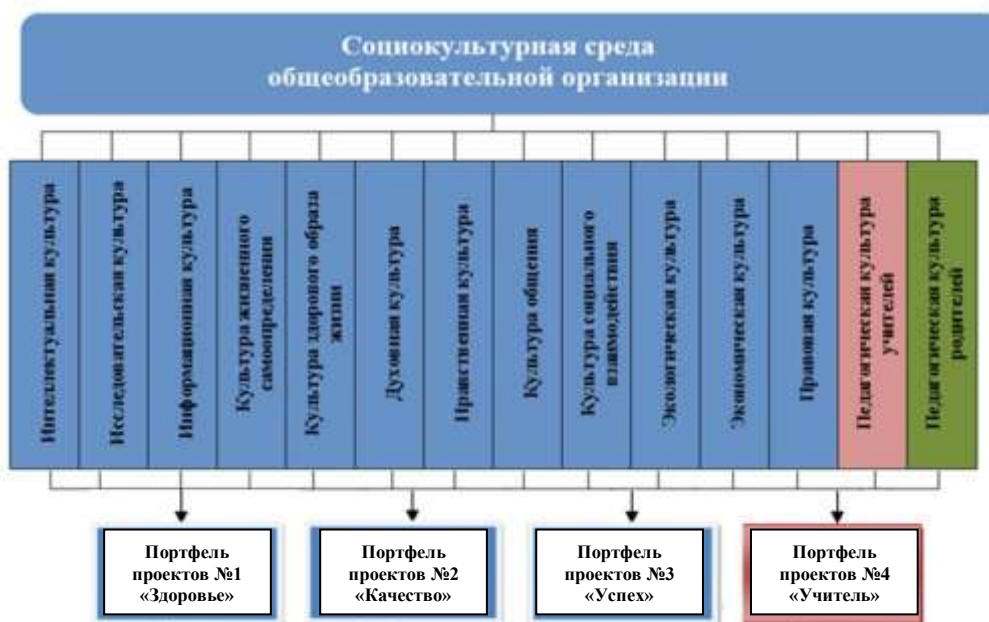 Социокультурная среда
общеобразовательной организации
Интеллектуальная культура
Исследовательская культура
Информационная культура
Культура жизненного
самоопределения
Культура здорового образа
жизни
Духовная культура
Нравственная культура
Культура общения
Культура социального
взаимодействия
Экологическая культура
Экономическая культура
Правовая культура
Педагогическая культура
учителей
Педагогическая культура
родителей
Портфель
проектов №1
«Здоровье»
Портфель
проектов №2
«Качество»
Портфель
проектов №3
«Успех»
Портфель
проектов №4
«Учитель»